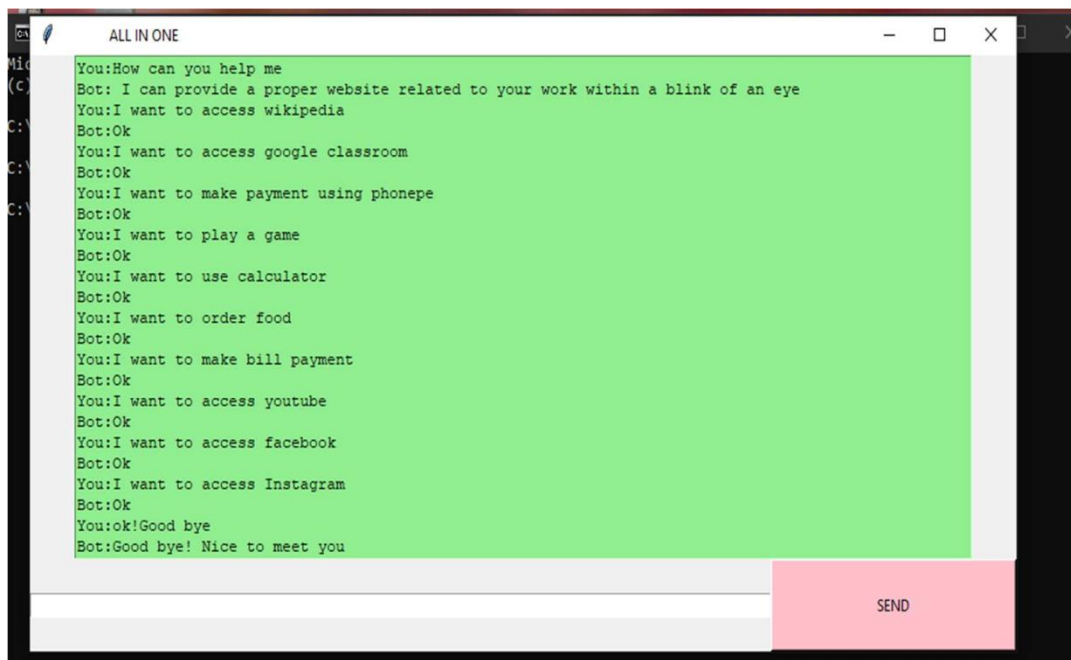 ALL IN ONE
Mic
(c)
C:\
C:\
C:\
You:How can you help me
Bot: I can provide a proper website related to your work within a blink of an eye
You:I want to access wikipedia
Bot:Ok
You:I want to access google classroom
Bot:Ok
You:I want to make payment using phonepe
Bot:Ok
You:I want to play a game
Bot:Ok
You:I want to use calculator
Bot:Ok
You:I want to order food
Bot:Ok
You:I want to make bill payment
Bot:Ok
You:I want to access youtube
Bot:Ok
You:I want to access facebook
Bot:Ok
You:I want to access Instagram
Bot:Ok
You:ok!Good bye
Bot:Good bye! Nice to meet you
SEND